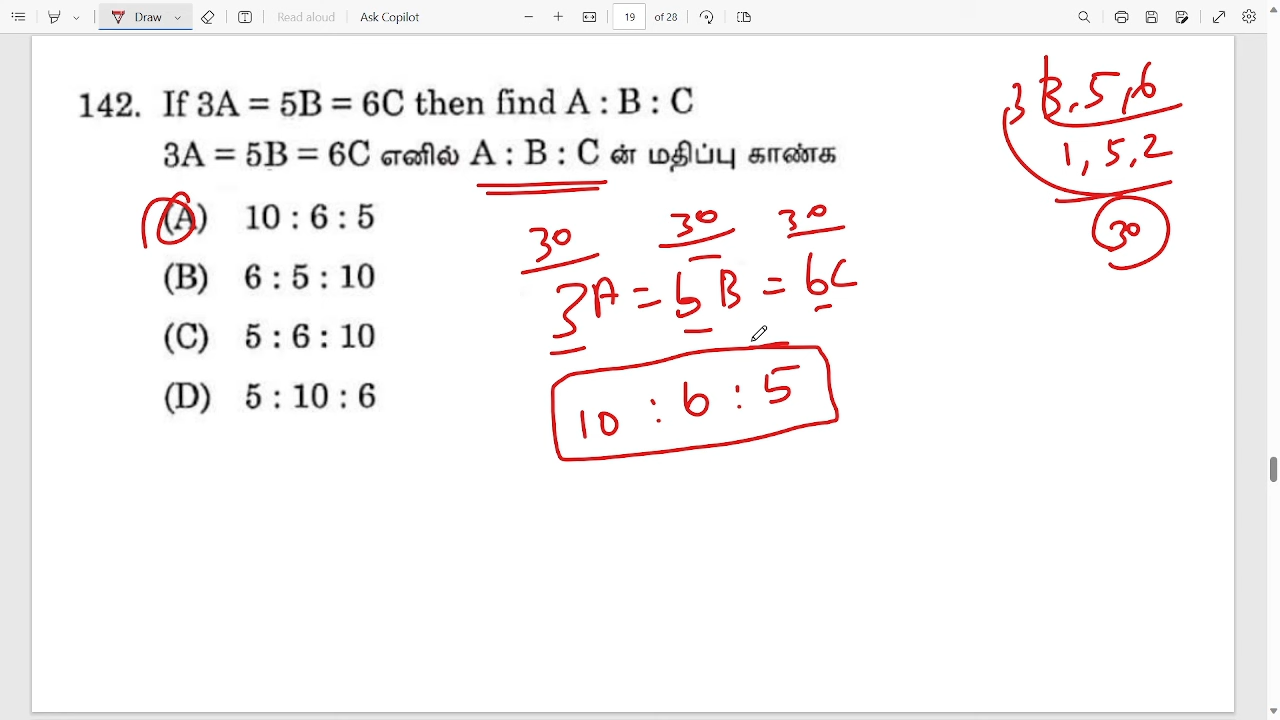 Draw
Read aloud
Ask Copilot
19 of 28
142. If 3A = 5B = 6C then find A : B : C
3A = 5B = 6C எனில் A : B : C ன் மதிப்பு காண்க
(A) 10 : 6 : 5
(B) 6 : 5 : 10
(C) 5 : 6 : 10
(D) 5 : 10 : 6
30 30 30
3A = 5B = 6C
10 : 6 : 5
3 3, 5, 6
1, 5, 2
30